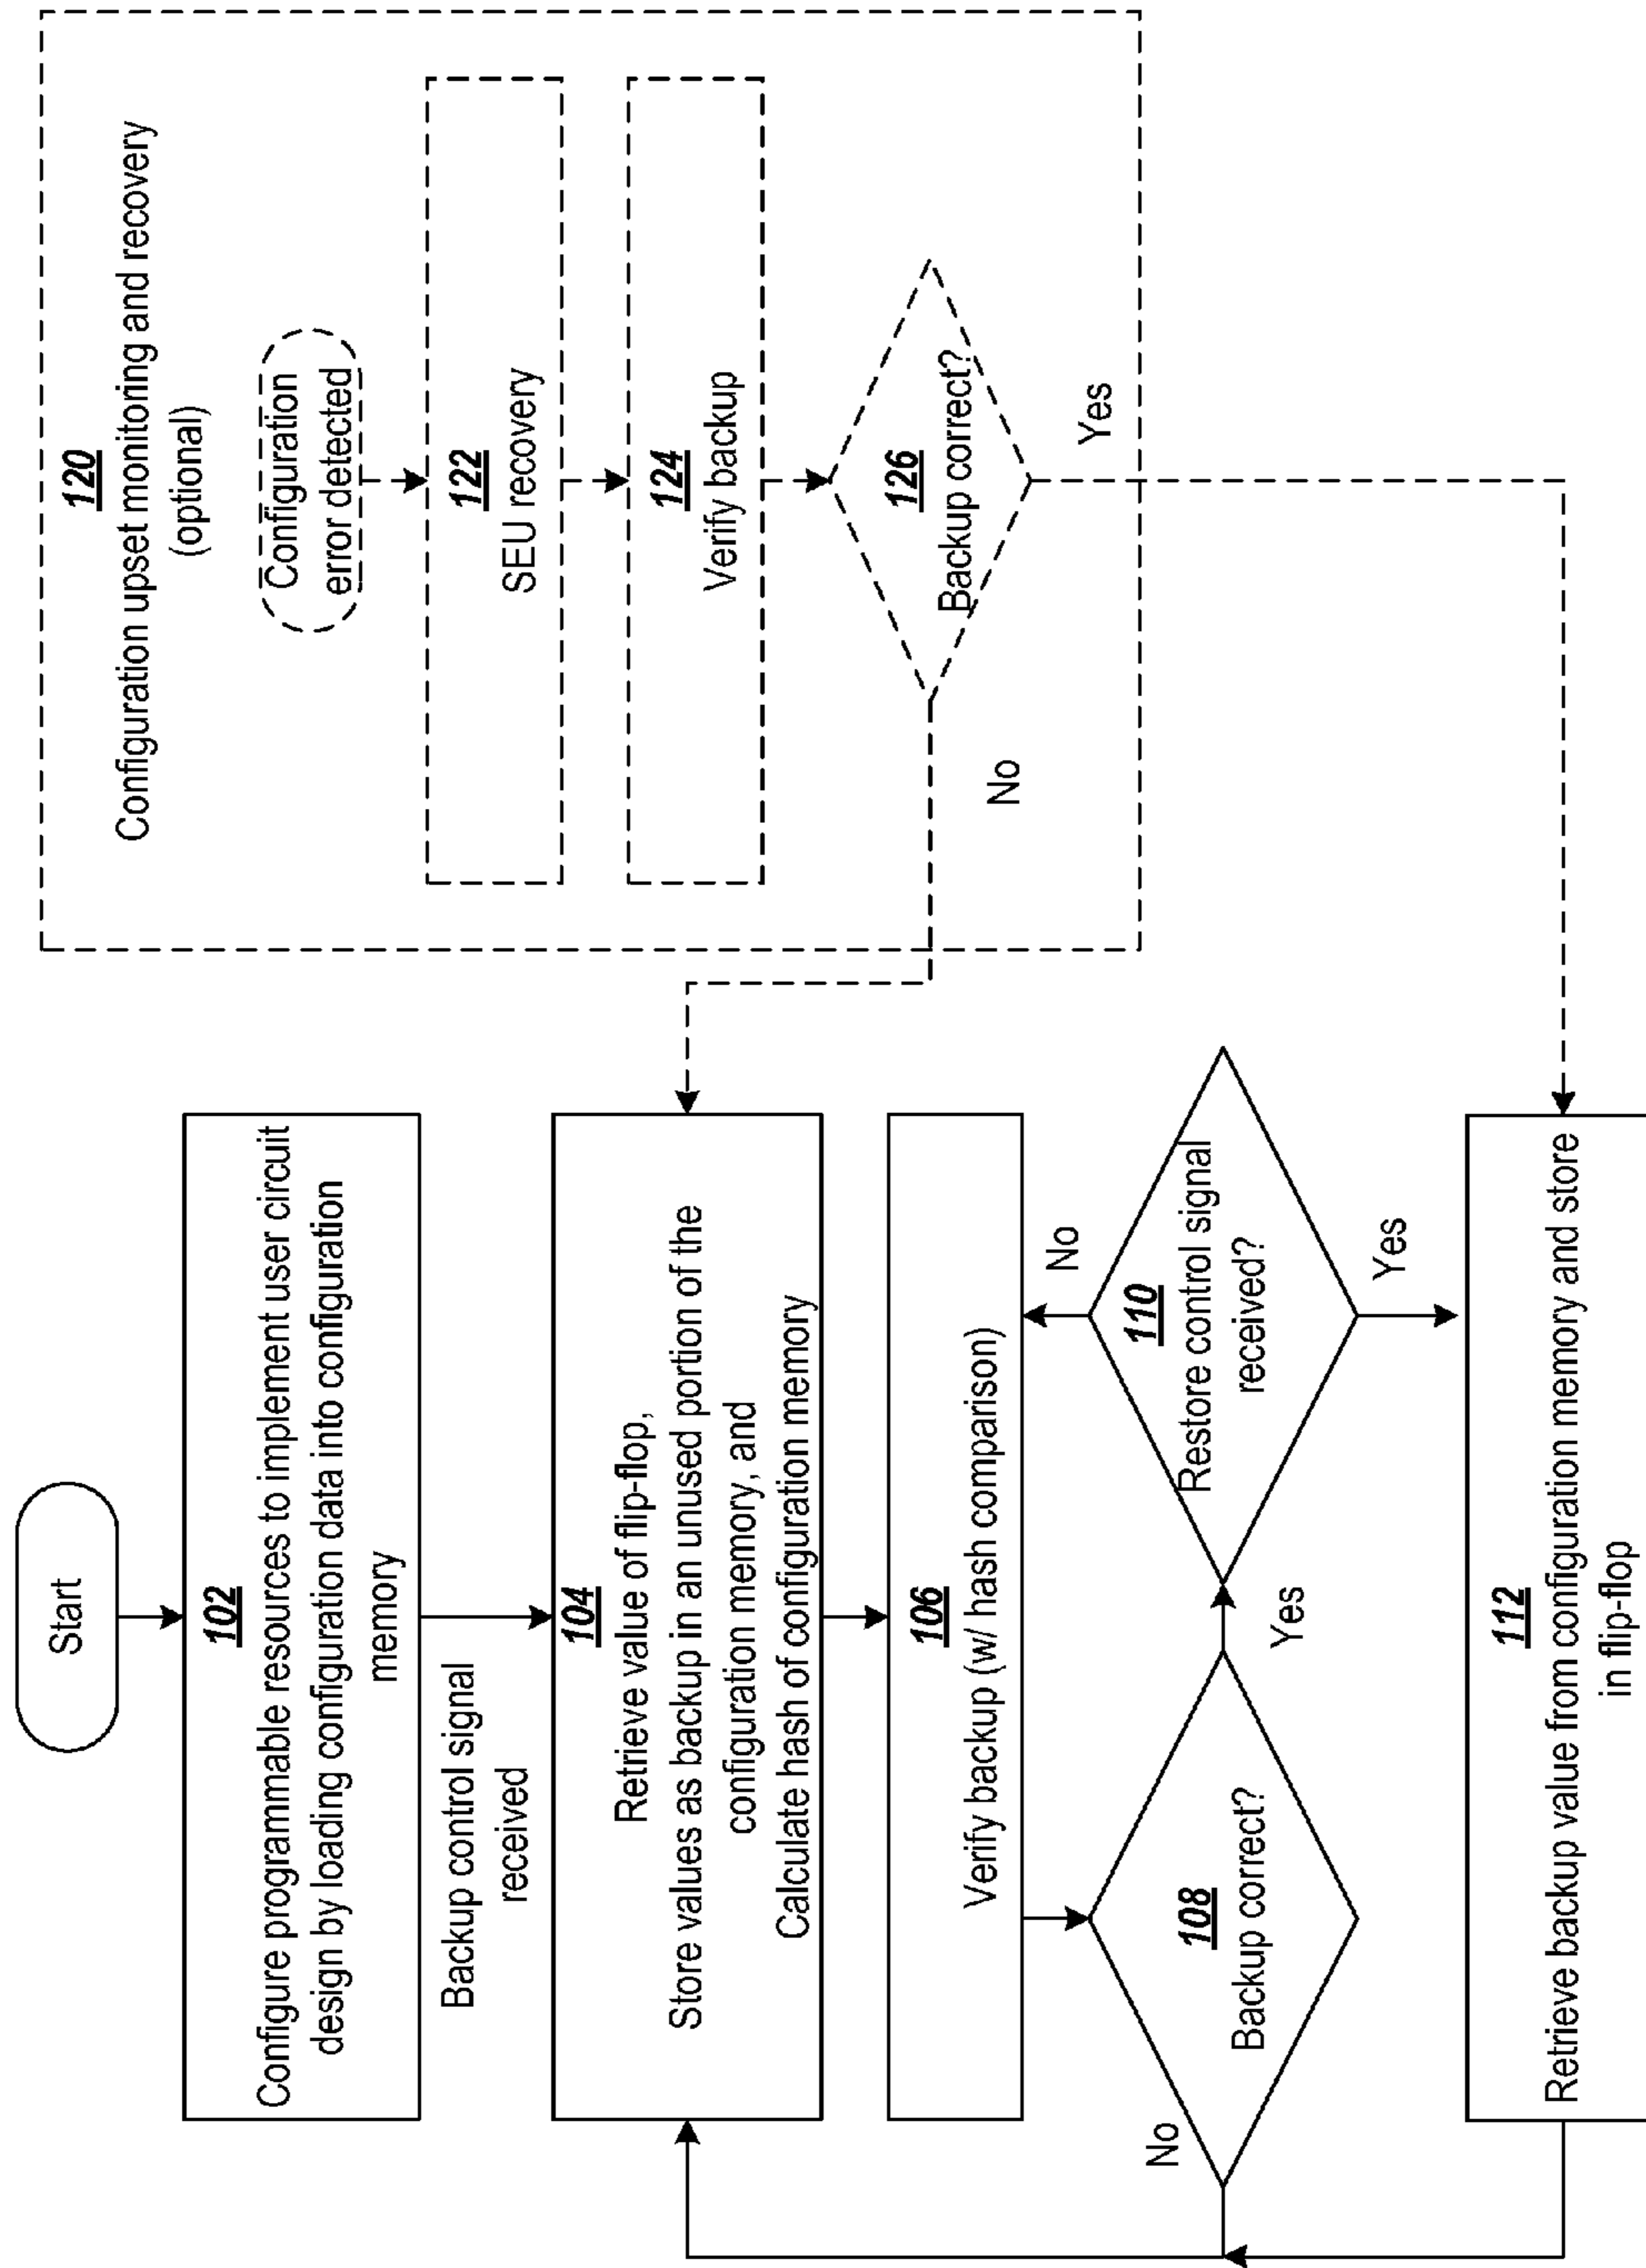 Start
102
Configure programmable resources to implement user circuit
design by loading configuration data into configuration
memory
Backup control signal
received
104
Retrieve value of flip-flop,
Store values as backup in an unused portion of the
configuration memory, and
Calculate hash of configuration memory
106
Verify backup (w/ hash comparison)
108
Backup correct?
No
Yes
110
Restore control signal
received?
No
Yes
112
Retrieve backup value from configuration memory and store
in flip-flop
120
Configuration upset monitoring and recovery
(optional)
Configuration
error detected
122
SEU recovery
124
Verify backup
126
Backup correct?
No
Yes